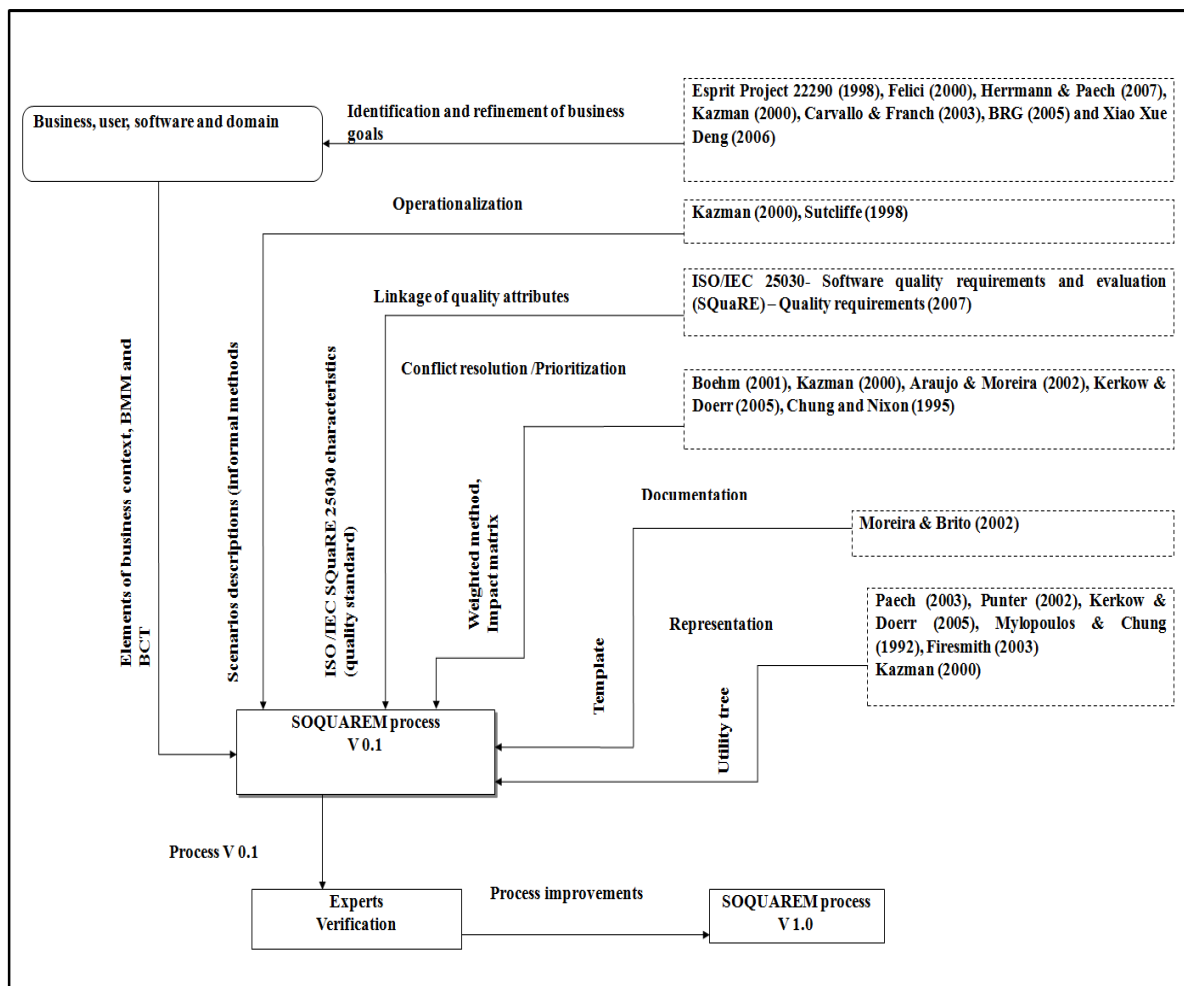 Esprit Project 22290 (1998), Felici (2000), Herrmann & Paech (2007),
Kazman (2000), Carvallo & Franch (2003), BRG (2005) and Xiao Xue
Deng (2006)
Identification and refinement of business
goals
Business, user, software and domain
Operationalization
Kazman (2000), Sutcliffe (1998)
Linkage of quality attributes
ISO/IEC 25030- Software quality requirements and evaluation
(SQuaRE) – Quality requirements (2007)
Conflict resolution /Prioritization
Boehm (2001), Kazman (2000), Araujo & Moreira (2002), Kerkow &
Doerr (2005), Chung and Nixon (1995)
Elements of business context, BMM and
BCT
Scenarios descriptions (informal methods)
ISO /IEC SQuaRE 25030 characteristics
(quality standard)
Weighted method,
Impact matrix
Documentation
Moreira & Brito (2002)
Template
Representation
Paech (2003), Punter (2002), Kerkow &
Doerr (2005), Mylopoulos & Chung
(1992), Firesmith (2003)
Kazman (2000)
Utility tree
SOQUAREM process
V 0.1
Process V 0.1
Experts
Verification
Process improvements
SOQUAREM process
V 1.0